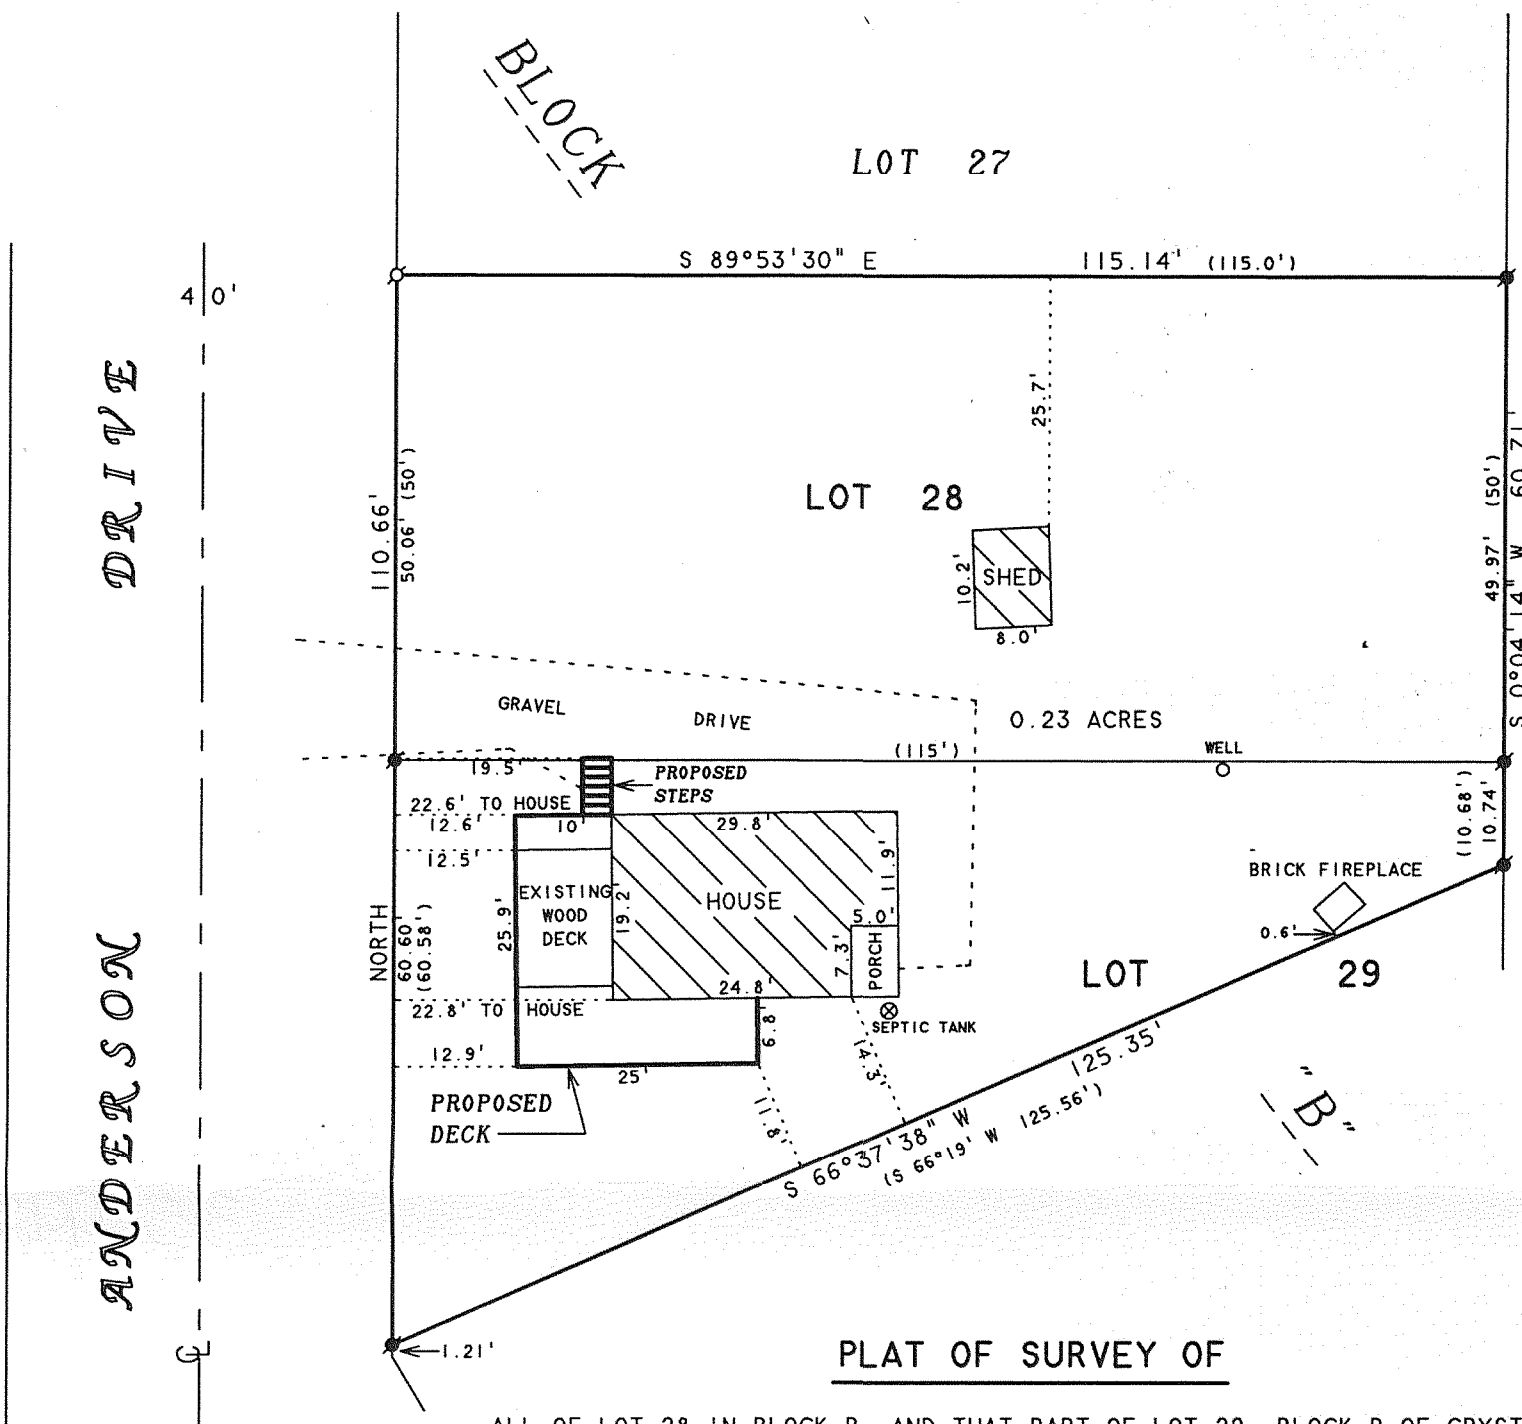 BLOCK
LOT 27
S 89°53'30" E 115.14' (115.0')
40'
DRIVE
25.7'
110.66'
50.06' (50')
LOT 28
49.97' (50')
S 0°04'14" W 60.71'
10.2'
SHED
8.0'
GRAVEL DRIVE
0.23 ACRES
(115')
WELL
19.5'
PROPOSED
STEPS
22.6' TO HOUSE
12.6'
10'
29.8'
(10.68')
10.74'
12.5'
11.9'
BRICK FIREPLACE
EXISTING
WOOD
DECK
19.2'
HOUSE
5.0'
25.9'
NORTH
60.60'
(60.58')
7.3'
PORCH
0.6'
LOT 29
24.8'
22.8' TO HOUSE
6.8'
SEPTIC TANK
12.9'
25'
14.3'
125.35'
PROPOSED
DECK
11.8'
S 66°37'38" W
(S 66°19' W 125.56')
"B"
ANDERSON
1.21'
PLAT OF SURVEY OF